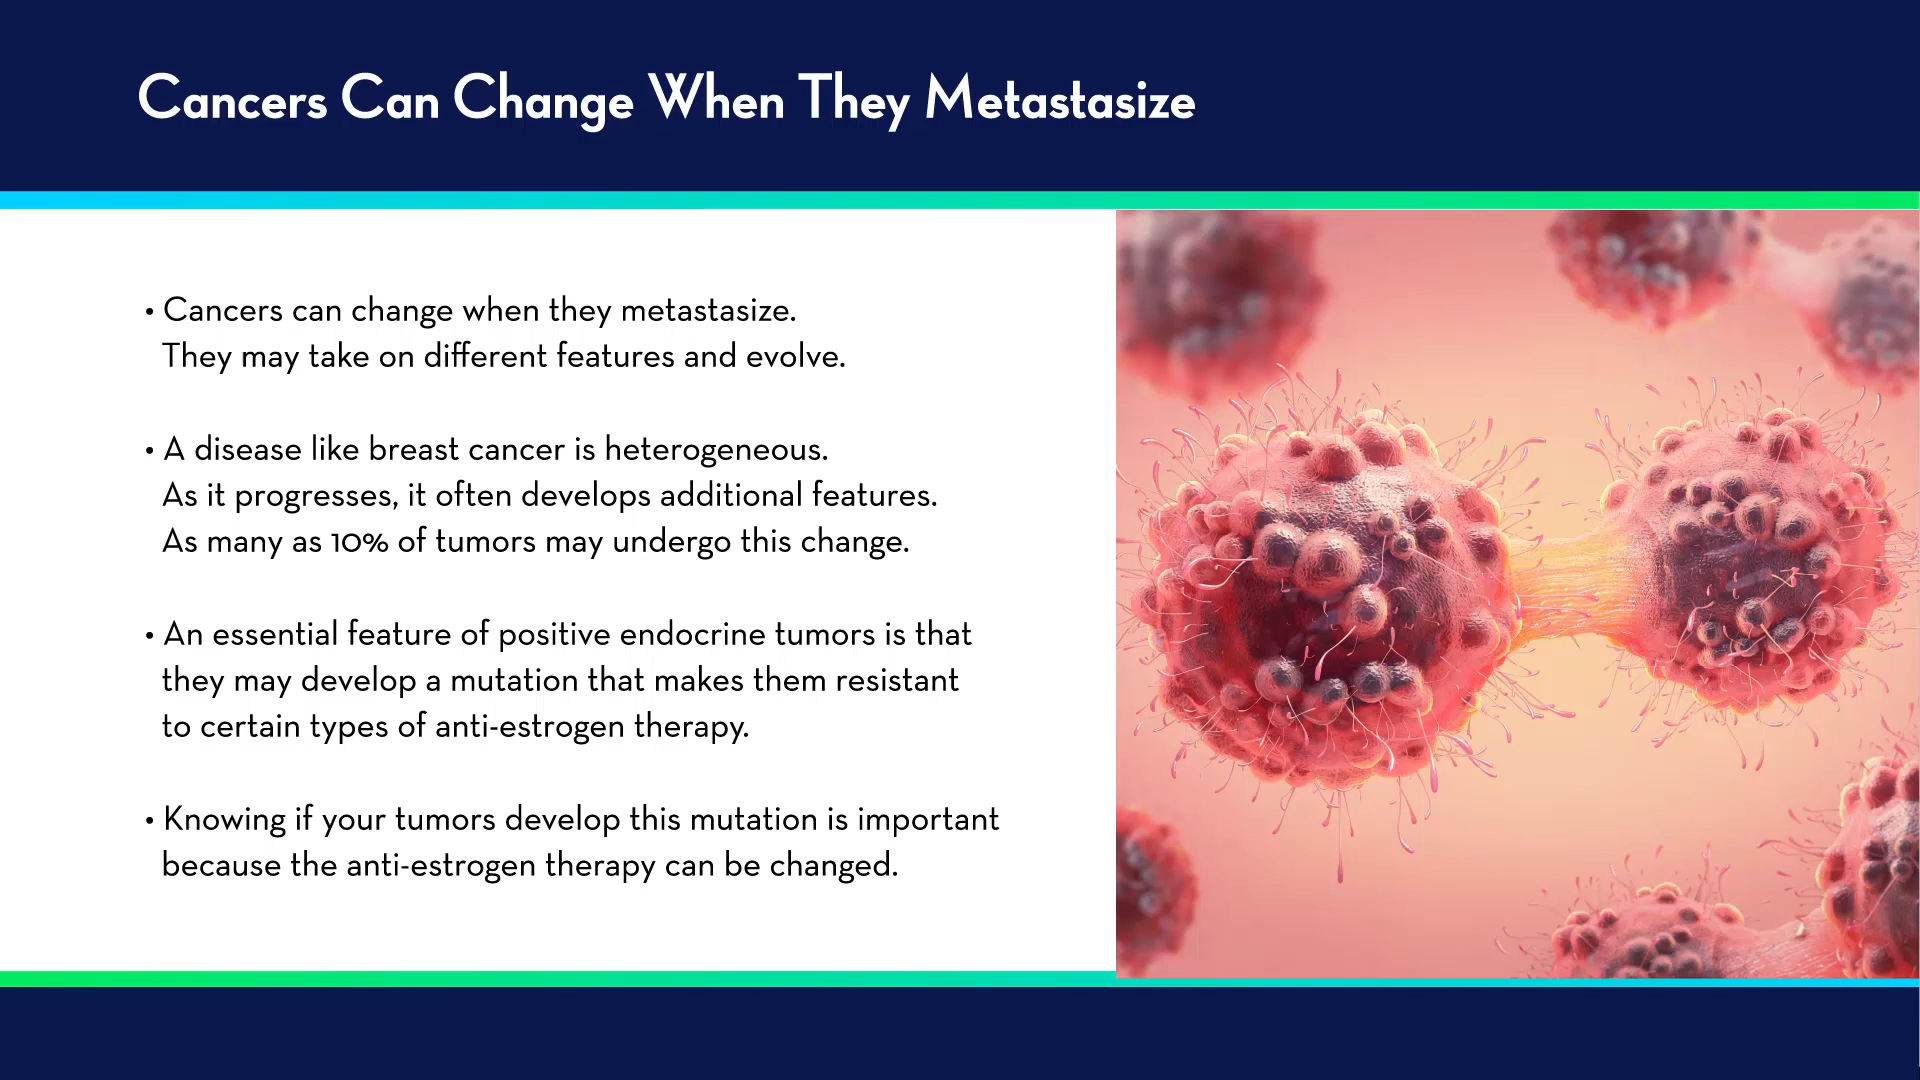 Cancers Can Change When They Metastasize
• Cancers can change when they metastasize.
They may take on different features and evolve.
• A disease like breast cancer is heterogeneous.
As it progresses, it often develops additional features.
As many as 10% of tumors may undergo this change.
• An essential feature of positive endocrine tumors is that
they may develop a mutation that makes them resistant
to certain types of anti-estrogen therapy.
• Knowing if your tumors develop this mutation is important
because the anti-estrogen therapy can be changed.